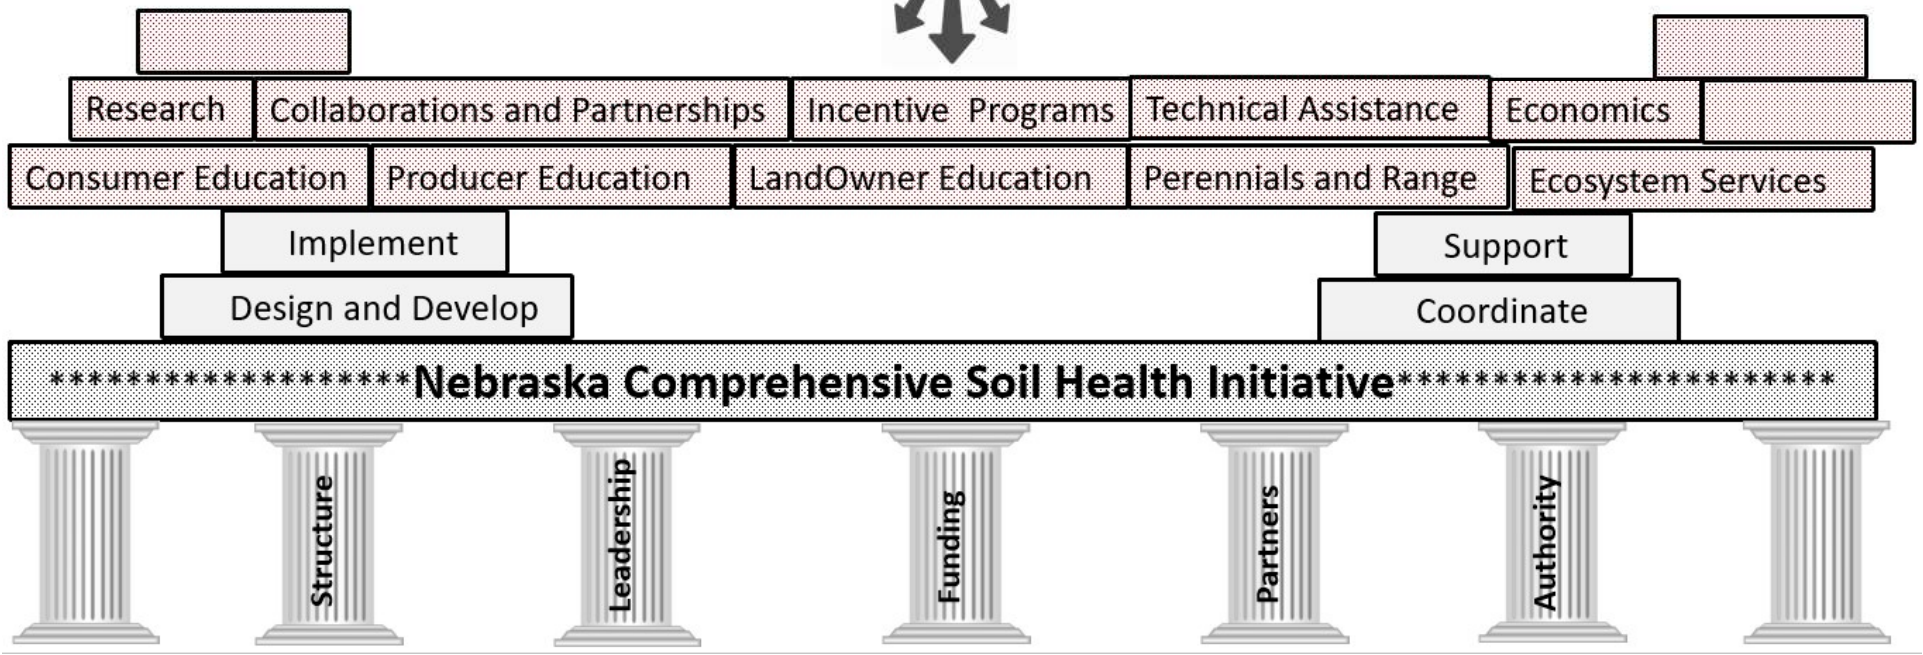 Research Collaborations and Partnerships Incentive Programs Technical Assistance Economics
Consumer Education Producer Education LandOwner Education Perennials and Range Ecosystem Services
Implement Support
Design and Develop Coordinate
*******************Nebraska Comprehensive Soil Health Initiative***********************
Structure Leadership Funding Partners Authority